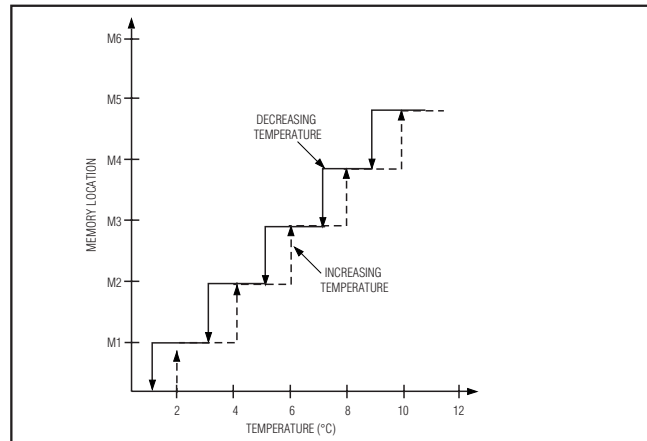 M6
M5
DECREASING
TEMPERATURE
M4
MEMORY LOCATION
M3
INCREASING
TEMPERATURE
M2
M1
2 4 6 8 10 12
TEMPERATURE (°C)